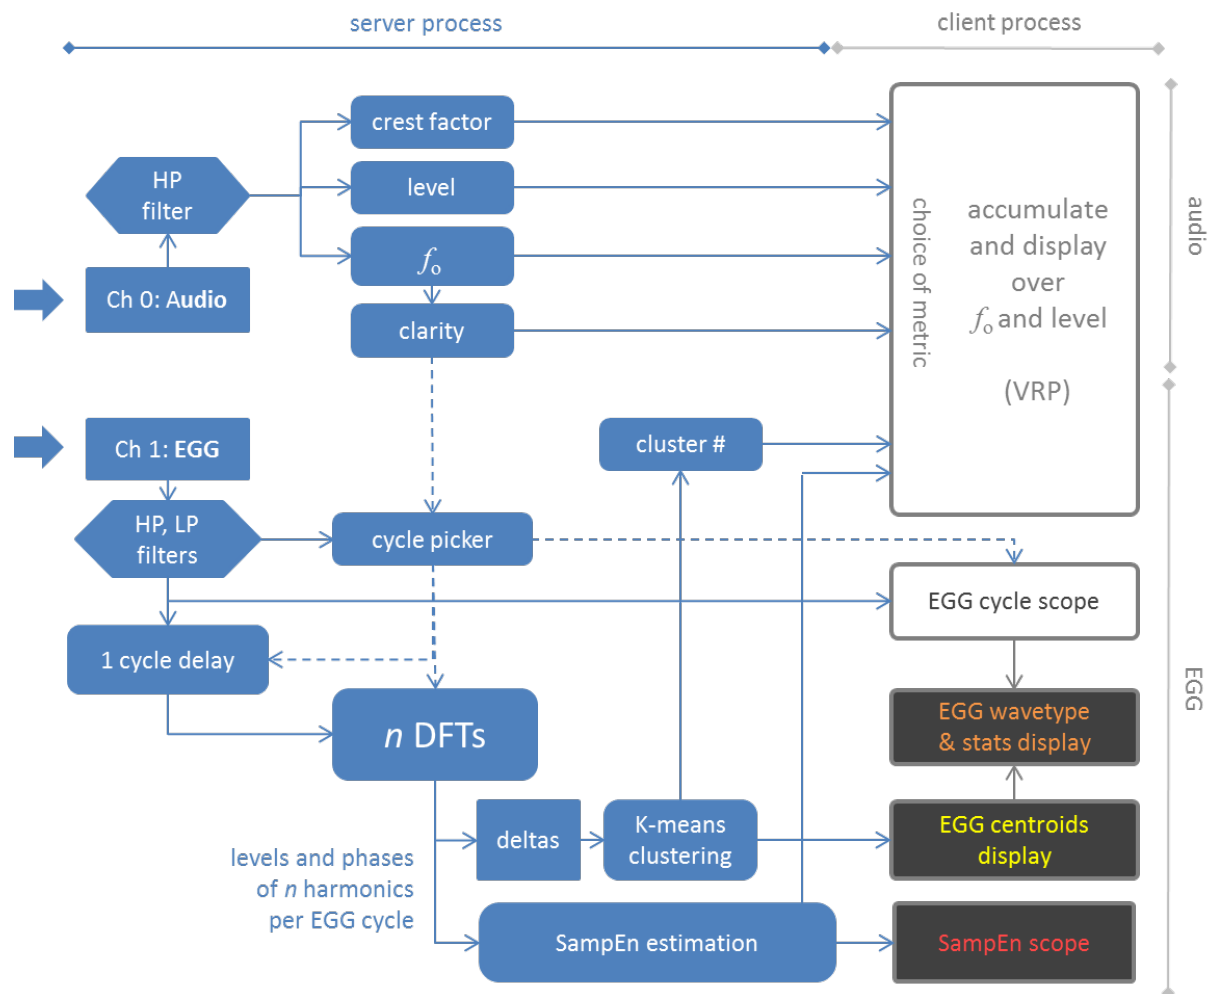 server process
client process
crest factor
HP
filter
level
fo
Ch 0: Audio
clarity
choice of metric
accumulate
and display
over
fo and level
(VRP)
audio
Ch 1: EGG
cluster #
HP, LP
filters
cycle picker
EGG cycle scope
1 cycle delay
EGG
n DFTs
EGG wavetype
& stats display
deltas
K-means
clustering
EGG centroids
display
levels and phases
of n harmonics
per EGG cycle
SampEn estimation
SampEn scope